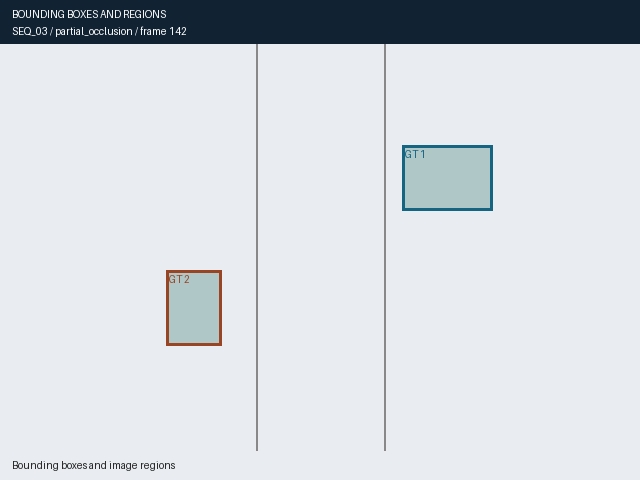 BOUNDING BOXES AND REGIONS
SEQ_03 / partial_occlusion / frame 142
GT1
GT2
Bounding boxes and image regions